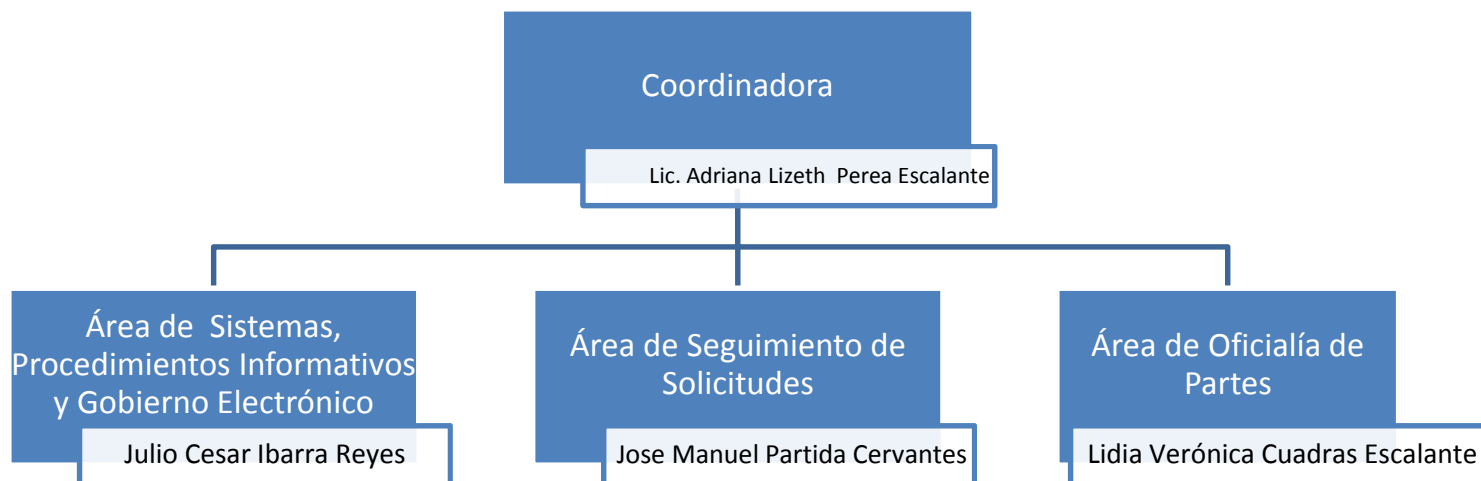 Coordinadora
Lic. Adriana Lizeth  Perea Escalante
Área de  Sistemas,
Procedimientos Informativos
y Gobierno Electrónico
Julio Cesar Ibarra Reyes
Área de Seguimiento de
Solicitudes
Jose Manuel Partida Cervantes
Área de Oficialía de
Partes
Lidia Verónica Cuadras Escalante